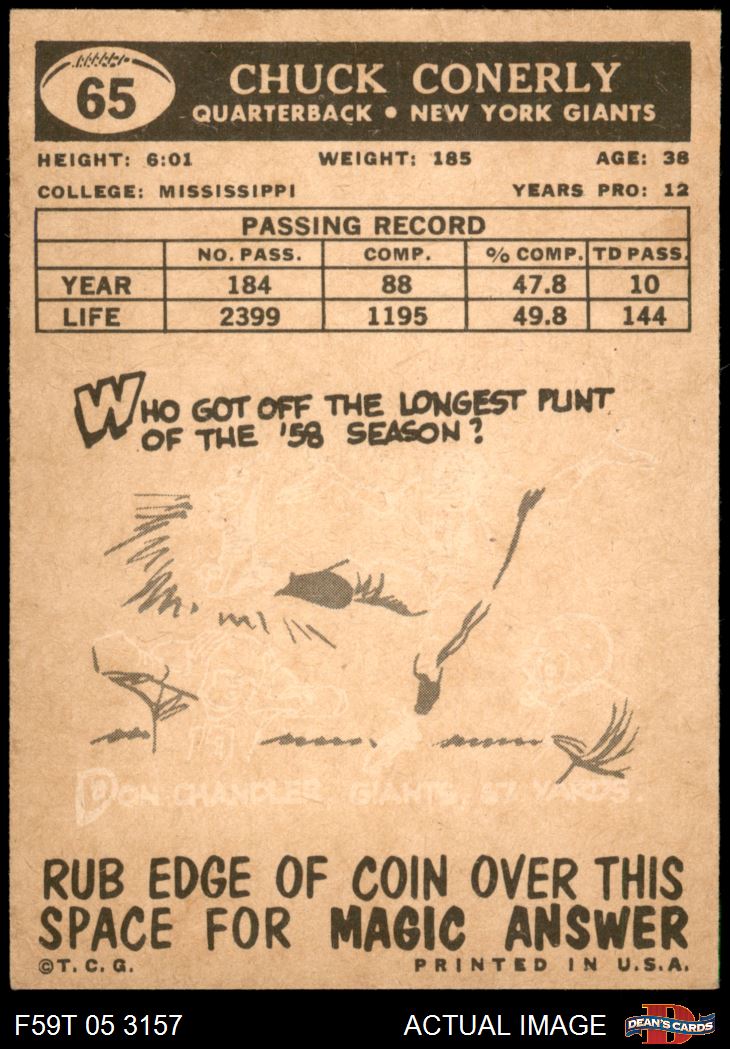 65
CHUCK CONERLY
QUARTERBACK • NEW YORK GIANTS
HEIGHT: 6:01 WEIGHT: 185 AGE: 38
COLLEGE: MISSISSIPPI YEARS PRO: 12
PASSING RECORD
NO. PASS. COMP. % COMP. TD PASS.
YEAR 184 88 47.8 10
LIFE 2399 1195 49.8 144
WHO GOT OFF THE LONGEST PUNT
OF THE '58 SEASON?
DON CHANDLER, GIANTS, 67 YARDS.
RUB EDGE OF COIN OVER THIS
SPACE FOR MAGIC ANSWER
©T. C. G. PRINTED IN U.S.A.
F59T 05 3157 ACTUAL IMAGE D DEAN'S CARDS